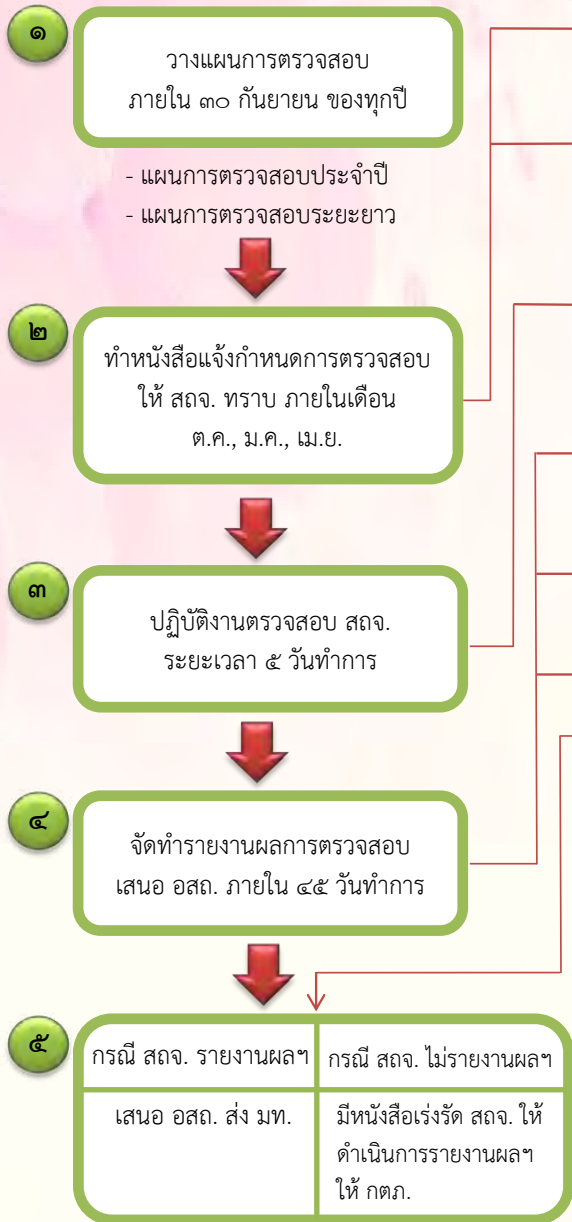 ๑
วางแผนการตรวจสอบ
ภายใน ๓๐ กันยายน ของทุกปี
- แผนการตรวจสอบประจำปี
- แผนการตรวจสอบระยะยาว
๒
ทำหนังสือแจ้งกำหนดการตรวจสอบ
ให้ สถจ. ทราบ ภายในเดือน
ต.ค., ม.ค., เม.ย.
๓
ปฏิบัติงานตรวจสอบ สถจ.
ระยะเวลา ๕ วันทำการ
๔
จัดทำรายงานผลการตรวจสอบ
เสนอ อสถ. ภายใน ๔๕ วันทำการ
๕
กรณี สถจ. รายงานผลฯ
กรณี สถจ. ไม่รายงานผลฯ
เสนอ อสถ. ส่ง มท.
มีหนังสือเร่งรัด สถจ. ให้
ดำเนินการรายงานผลฯ
ให้ กตภ.